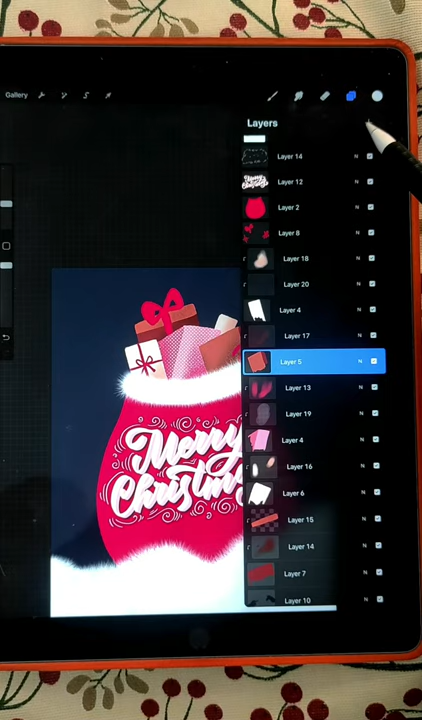 Gallery
Layers
Layer 14 N
Layer 12 N
Layer 2 N
Layer 8 N
Layer 18 N
Layer 20 N
Layer 4 N
Layer 17 N
Layer 5 N
Layer 13 N
Layer 19 N
Layer 4 N
Layer 16 N
Layer 6 N
Layer 15 N
Layer 14 N
Layer 7 N
Layer 10 N
Merry
Christm